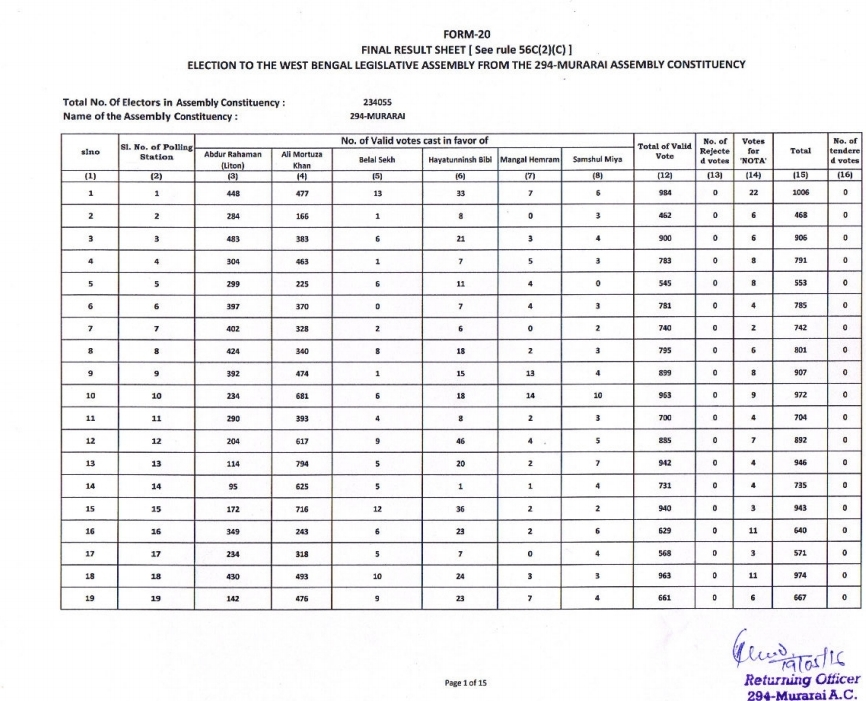 FORM-20
FINAL RESULT SHEET [ See rule 56C(2)(C) ]
ELECTION TO THE WEST BENGAL LEGISLATIVE ASSEMBLY FROM THE 294-MURARAI ASSEMBLY CONSTITUENCY
Total No. Of Electors in Assembly Constituency : 234055
Name of the Assembly Constituency : 294-MURARAI
slno Sl. No. of Polling Station No. of Valid votes cast in favor of Total of Valid Vote No. of Rejecte d votes Votes for 'NOTA' Total No. of tendere d votes
Abdur Rahaman (Liton) Ali Mortuza Khan Belal Sekh Hayatunninsh Bibi Mangal Hemram Samshul Miya
(1) (2) (3) (4) (5) (6) (7) (8) (12) (13) (14) (15) (16)
1 1 448 477 13 33 7 6 984 0 22 1006 0
2 2 284 166 1 8 0 3 462 0 6 468 0
3 3 483 383 6 21 3 4 900 0 6 906 0
4 4 304 463 1 7 5 3 783 0 8 791 0
5 5 299 225 6 11 4 0 545 0 8 553 0
6 6 397 370 0 7 4 3 781 0 4 785 0
7 7 402 328 2 6 0 2 740 0 2 742 0
8 8 424 340 8 18 2 3 795 0 6 801 0
9 9 392 474 1 15 13 4 899 0 8 907 0
10 10 234 681 6 18 14 10 963 0 9 972 0
11 11 290 393 4 8 2 3 700 0 4 704 0
12 12 204 617 9 46 4 5 885 0 7 892 0
13 13 114 794 5 20 2 7 942 0 4 946 0
14 14 95 625 5 1 1 4 731 0 4 735 0
15 15 172 716 12 36 2 2 940 0 3 943 0
16 16 349 243 6 23 2 6 629 0 11 640 0
17 17 234 318 5 7 0 4 568 0 3 571 0
18 18 430 493 10 24 3 3 963 0 11 974 0
19 19 142 476 9 23 7 4 661 0 6 667 0
19/05/16
Page 1 of 15
Returning Officer
294-Murarai A.C.